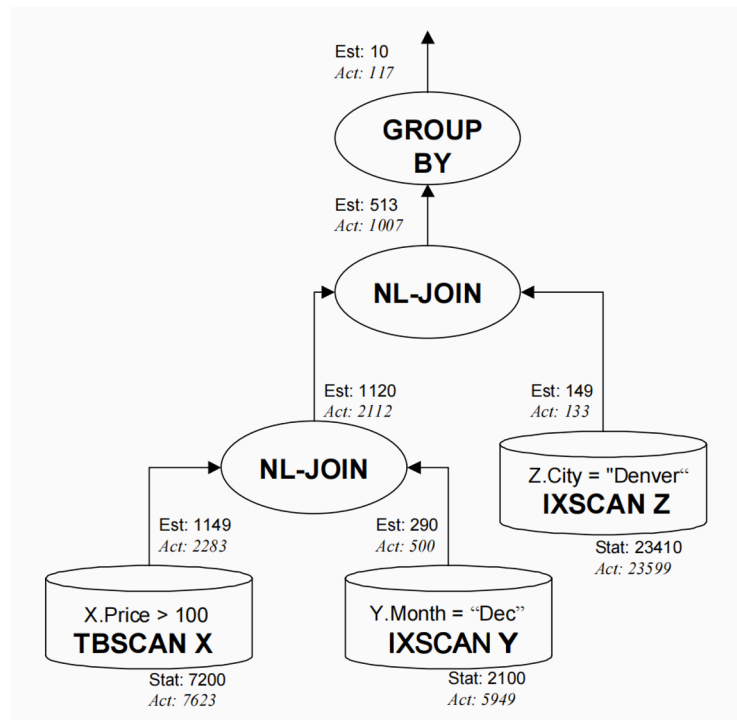 Est: 10
Act: 117
GROUP
BY
Est: 513
Act: 1007
NL-JOIN
Est: 1120
Act: 2112
Est: 149
Act: 133
NL-JOIN
Z.City = "Denver“
IXSCAN Z
Est: 1149
Act: 2283
Est: 290
Act: 500
Stat: 23410
Act: 23599
X.Price > 100
TBSCAN X
Y.Month = “Dec”
IXSCAN Y
Stat: 7200
Act: 7623
Stat: 2100
Act: 5949